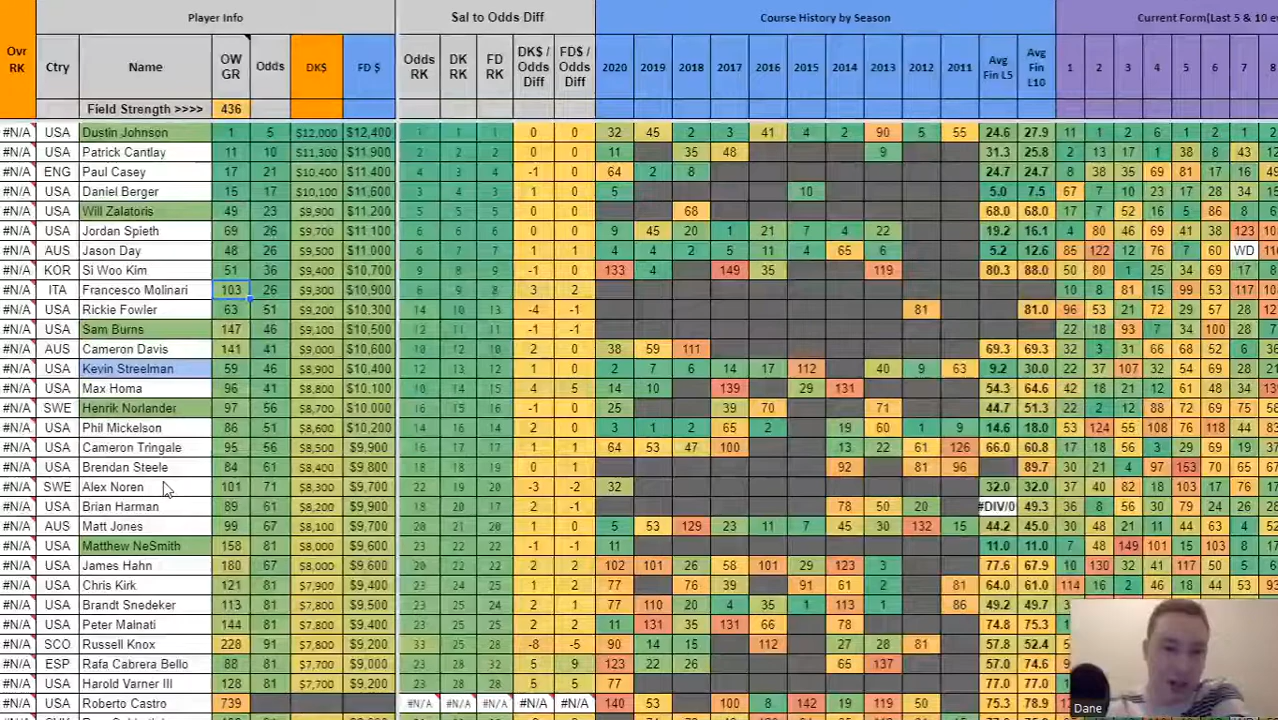 Player Info Sal to Odds Diff Course History by Season Current Form(Last 5 & 10 ev
Ovr RK Ctry Name OW GR Odds DK$ FD $ Odds RK DK RK FD RK DK$ / Odds Diff FD$ / Odds Diff 2020 2019 2018 2017 2016 2015 2014 2013 2012 2011 Avg Fin L5 Avg Fin L10 1 2 3 4 5 6 7 8
Field Strength >>>> 436
#N/A USA Dustin Johnson 1 5 $12,000 $12,400 1 1 1 0 0 32 45 2 3 41 4 2 90 5 55 24.6 27.9 11 1 2 6 1 2 1 2
#N/A USA Patrick Cantlay 11 10 $11,300 $11,900 2 2 2 0 0 11 35 48 9 31.3 25.8 2 13 17 1 38 8 43 12
#N/A ENG Paul Casey 17 21 $10,400 $11,400 4 3 4 -1 0 64 2 8 24.7 24.7 8 38 35 69 81 17 16 49
#N/A USA Daniel Berger 15 17 $10,100 $11,600 3 4 3 1 0 5 10 5.0 7.5 67 7 10 23 17 28 34 15
#N/A USA Will Zalatoris 49 23 $9,900 $11,200 5 5 5 0 0 68 68.0 68.0 17 7 52 16 5 86 8 6
#N/A USA Jordan Spieth 69 26 $9,700 $11,100 6 6 6 0 0 9 45 20 1 21 7 4 22 19.2 16.1 4 80 46 69 41 38 123 10
#N/A AUS Jason Day 48 26 $9,500 $11,000 6 7 7 1 1 4 4 2 5 11 4 65 6 5.2 12.6 85 122 12 76 7 60 WD 11
#N/A KOR Si Woo Kim 51 36 $9,400 $10,700 9 8 9 -1 0 133 4 149 35 119 80.3 88.0 50 80 1 25 34 69 17 8
#N/A ITA Francesco Molinari 103 26 $9,300 $10,900 6 9 8 3 2 10 8 81 15 99 53 117 10
#N/A USA Rickie Fowler 63 51 $9,200 $10,300 14 10 13 -4 -1 81 81.0 96 53 21 72 29 57 28 8
#N/A USA Sam Burns 147 46 $9,100 $10,500 12 11 11 -1 -1 22 18 93 7 6 100 28 7
#N/A AUS Cameron Davis 141 41 $9,000 $10,600 10 12 10 2 0 38 59 111 69.3 69.3 32 3 31 66 68 52 6
#N/A USA Kevin Streelman 59 46 $8,900 $10,400 12 13 12 1 0 2 7 6 14 17 112 40 9 63 9.2 30.0 22 37 107 53 21 22 7
#N/A USA Max Homa 96 41 $8,800 $10,100 10 14 15 4 5 14 10 139 29 131 54.3 64.6 42 18 21 12 61 48 134
#N/A SWE Henrik Norlander 97 56 $8,700 $10,000 16 15 16 -1 0 25 39 70 71 44.7 51.3 22 2 12 88 72 69 75
#N/A USA Phil Mickelson 86 51 $8,600 $10,200 14 16 14 2 0 3 1 2 65 2 19 60 1 9 14.6 18.0 53 124 55 108 76 118 44
#N/A USA Cameron Tringale 95 56 $8,500 $9,900 16 17 17 1 1 64 53 47 100 13 22 61 126 66.0 60.8 17 18 56 3 29 69 19
#N/A USA Brendan Steele 84 61 $8,400 $9,800 18 18 19 0 1 92 81 96 89.7 30 21 4 97 153 70 65
#N/A SWE Alex Noren 101 71 $8,300 $9,700 22 19 20 -3 -2 32 32.0 32.0 37 40 82 18 103 17 76
#N/A USA Brian Harman 89 61 $8,200 $9,900 18 20 17 2 -1 78 50 20 #DIV/0 49.3 36 8 56 30 79
#N/A AUS Matt Jones 99 67 $8,100 $9,700 20 21 20 1 0 5 53 129 23 11 7 45 30 132 15 44.2 45.0 30 48 21 11 44 63 4
#N/A USA Matthew NeSmith 158 81 $8,000 $9,600 23 22 22 -1 -1 11 11.0 11.0 7 48 149 101 15 103 8
#N/A USA James Hahn 180 67 $8,000 $9,600 20 22 22 2 2 102 101 26 58 101 29 123 3 77.6 67.9 10 130 32 5 117 50 5
#N/A USA Chris Kirk 121 81 $7,900 $9,400 23 24 25 1 2 77 76 39 91 61 2 81 64.0 61.0 114 16 2 46 18 44 53
#N/A USA Brandt Snedeker 113 81 $7,800 $9,500 23 25 24 2 1 77 110 20 4 35 1 113 1 86 49.2 49.7
#N/A USA Peter Malnati 144 81 $7,800 $9,400 23 25 25 2 2 11 131 35 131 66 78 74.8 75.3
#N/A SCO Russell Knox 228 91 $7,800 $9,200 33 25 28 -8 -5 90 14 15 112 27 28 81 57.8 52.4
#N/A ESP Rafa Cabrera Bello 88 81 $7,700 $9,000 23 28 32 5 9 123 22 26 65 137 57.0 74.6
#N/A USA Harold Varner III 128 81 $7,700 $9,200 23 28 28 5 5 77 77.0 77.0
#N/A USA Roberto Castro 739 #N/A #N/A #N/A #N/A #N/A 140 53 100 8 142 50 119 75.3 78.9
Dane